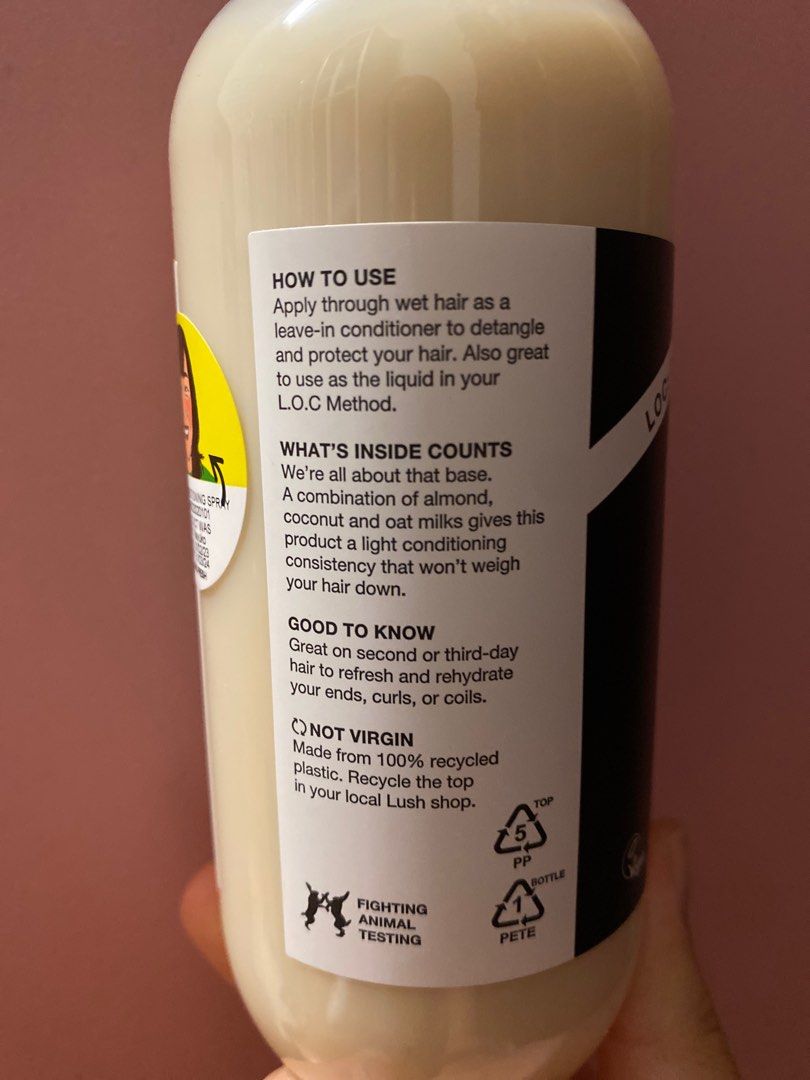 HOW TO USE
Apply through wet hair as a
leave-in conditioner to detangle
and protect your hair. Also great
to use as the liquid in your
L.O.C Method.
WHAT'S INSIDE COUNTS
We're all about that base.
A combination of almond,
coconut and oat milks gives this
product a light conditioning
consistency that won't weigh
your hair down.
GOOD TO KNOW
Great on second or third-day
hair to refresh and rehydrate
your ends, curls, or coils.
NOT VIRGIN
Made from 100% recycled
plastic. Recycle the top
in your local Lush shop.
TOP
5
PP
BOTTLE
1
PETE
FIGHTING
ANIMAL
TESTING
SPRAY
WAS